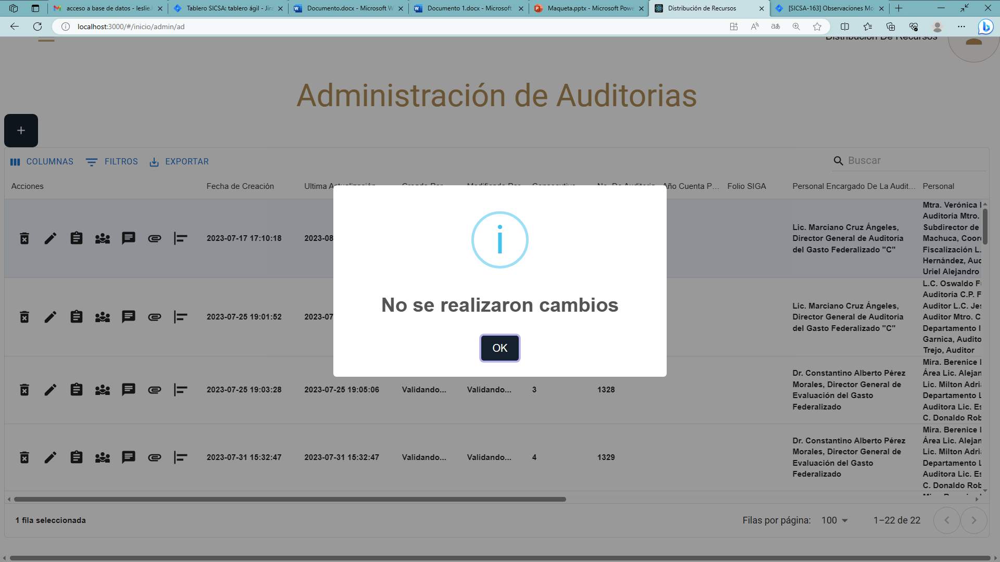 acceso a base de datos - leslie.
Tablero SICSA: tablero ágil - Jira
Documento.docx - Microsoft W
Documento 1.docx - Microsoft
Maqueta.pptx - Microsoft Powe
Distribución de Recursos
[SICSA-163] Observaciones Mo
localhost:3000/#/inicio/admin/ad
Distribución De Recursos
Administración de Auditorias
+
COLUMNAS
FILTROS
EXPORTAR
Buscar
Acciones
Fecha de Creación
Ultima Actualización
Creado Por
Modificado Por
Consecutivo
No. De Auditoria
Año Cuenta P...
Folio SIGA
Personal Encargado De La Audit...
Personal
2023-07-17 17:10:18
2023-08
Lic. Marciano Cruz Ángeles,
Director General de Auditoría
del Gasto Federalizado "C"
Mtra. Verónica
Auditoría Mtro.
Subdirector de
Machuca, Coor
Fiscalización L.
Hernández, Aud
Uriel Alejandro
2023-07-25 19:01:52
2023-07
Lic. Marciano Cruz Ángeles,
Director General de Auditoría
del Gasto Federalizado "C"
L.C. Oswaldo F
Auditoría C.P. F
Auditor L.C. Jes
Auditor Mtro. C
Departamento I
Garnica, Audito
Trejo, Auditor
2023-07-25 19:03:28
2023-07-25 19:05:06
Validando...
Validando...
3
1328
Dr. Constantino Alberto Pérez
Morales, Director General de
Evaluación del Gasto
Federalizado
Mira. Berenice
Área Lic. Alejan
Lic. Milton Adri
Departamento L
Auditora Lic. Es
C. Donaldo Rob
2023-07-31 15:32:47
2023-07-31 15:32:47
Validando...
Validando...
4
1329
Dr. Constantino Alberto Pérez
Morales, Director General de
Evaluación del Gasto
Federalizado
Mira. Berenice
Área Lic. Alejan
Lic. Milton Adri
Departamento L
Auditora Lic. Es
C. Donaldo Rob
No se realizaron cambios
OK
1 fila seleccionada
Filas por página:
100
1–22 de 22